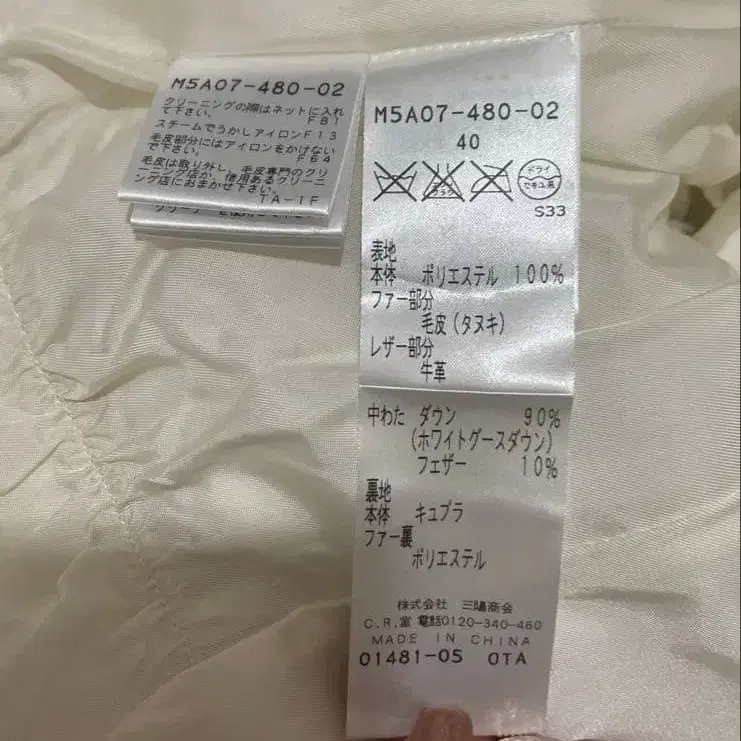 M5A07-480-02
クリーニングの際はネットに入れ
て下さい。 F81
スチームでうかしアイロンF13
毛皮部分にはアイロンをかけない
で下さい。 F64
毛皮は取り外し、毛皮専門のクリ
ーニング店か、信用あるクリーニ
ング店におまかせ下さい。
TA-1F
M5A07-480-02
40
ドライ
セキユ系
S33
表地
本体 ポリエステル 100%
ファー部分
毛皮(タヌキ)
レザー部分
牛革
中わた ダウン 90%
(ホワイトグースダウン)
フェザー 10%
裏地
本体 キュプラ
ファー裏
ポリエステル
株式会社 三陽商会
C.R.室 電話0120-340-460
MADE IN CHINA
01481-05 0TA